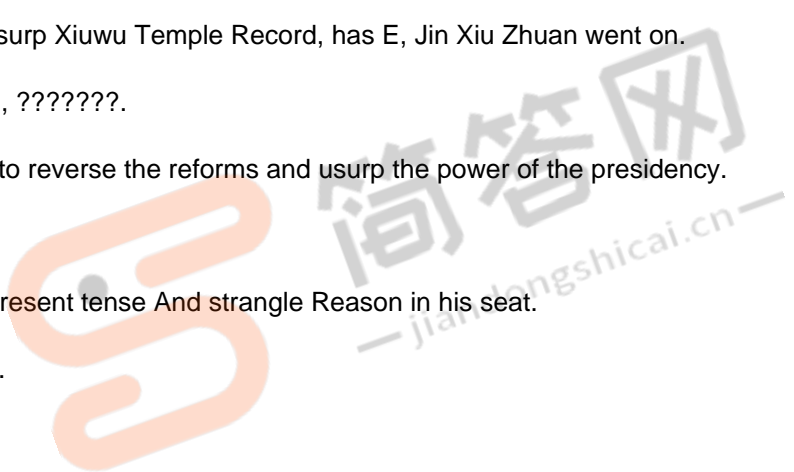 surp Xiuwu Temple Record, has E, Jin Xiu Zhuan went on.
, ???????.
to reverse the reforms and usurp the power of the presidency.
resent tense And strangle Reason in his seat.
.
简答网
jiandongshicai.cn